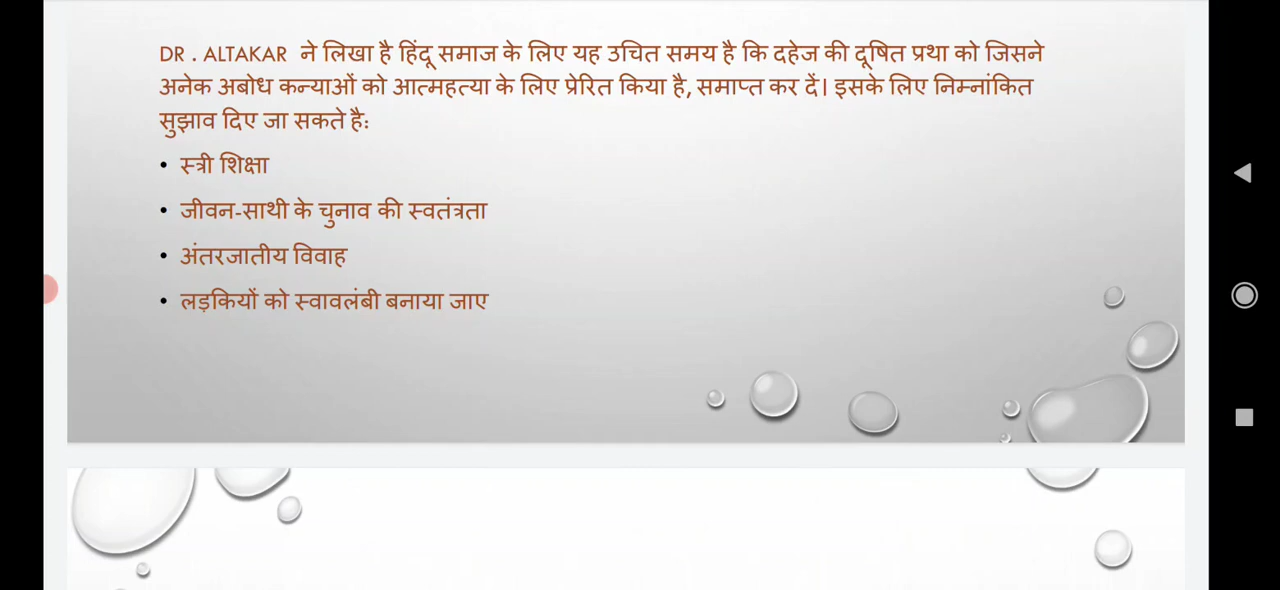 DR . ALTAKAR ने लिखा है हिंदू समाज के लिए यह उचित समय है कि दहेज की दूषित प्रथा को जिसने
अनेक अबोध कन्याओं को आत्महत्या के लिए प्रेरित किया है, समाप्त कर दें। इसके लिए निम्नांकित
सुझाव दिए जा सकते है:
• स्त्री शिक्षा
• जीवन-साथी के चुनाव की स्वतंत्रता
• अंतरजातीय विवाह
• लड़कियों को स्वावलंबी बनाया जाए